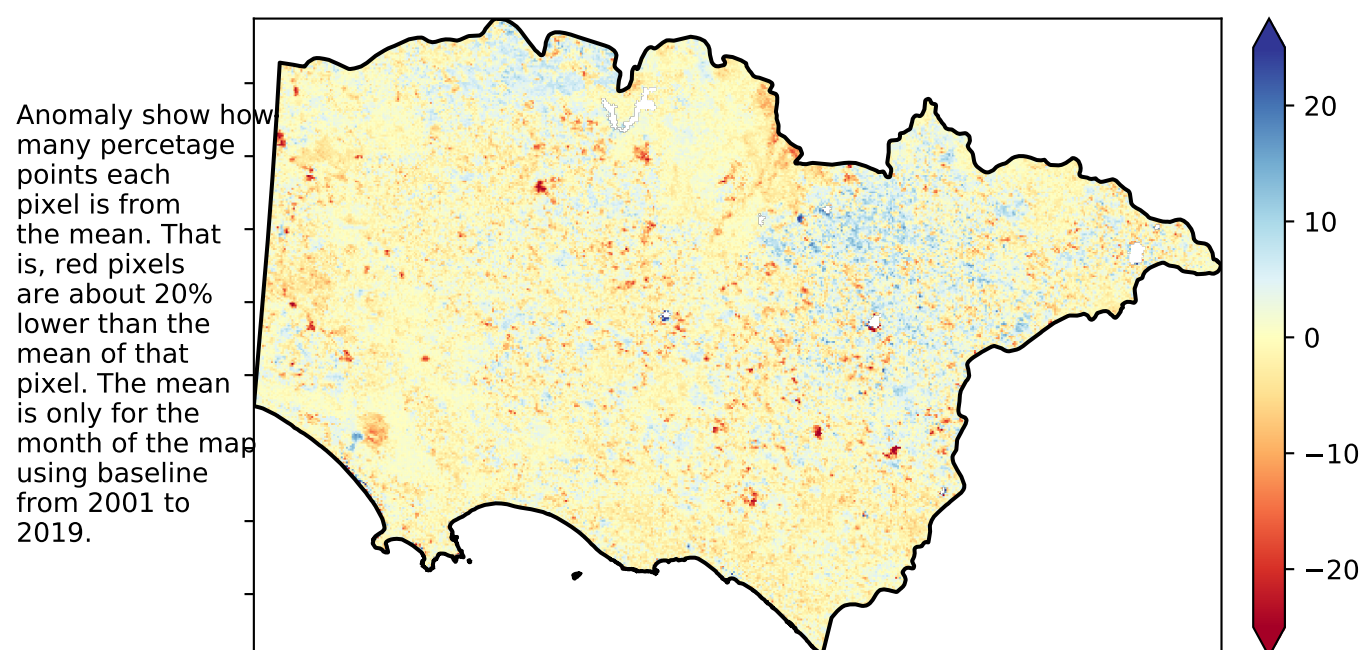 Anomaly show how
many percetage
points each
pixel is from
the mean. That
is, red pixels
are about 20%
lower than the
mean of that
pixel. The mean
is only for the
month of the map
using baseline
from 2001 to
2019.
20
10
0
−10
−20